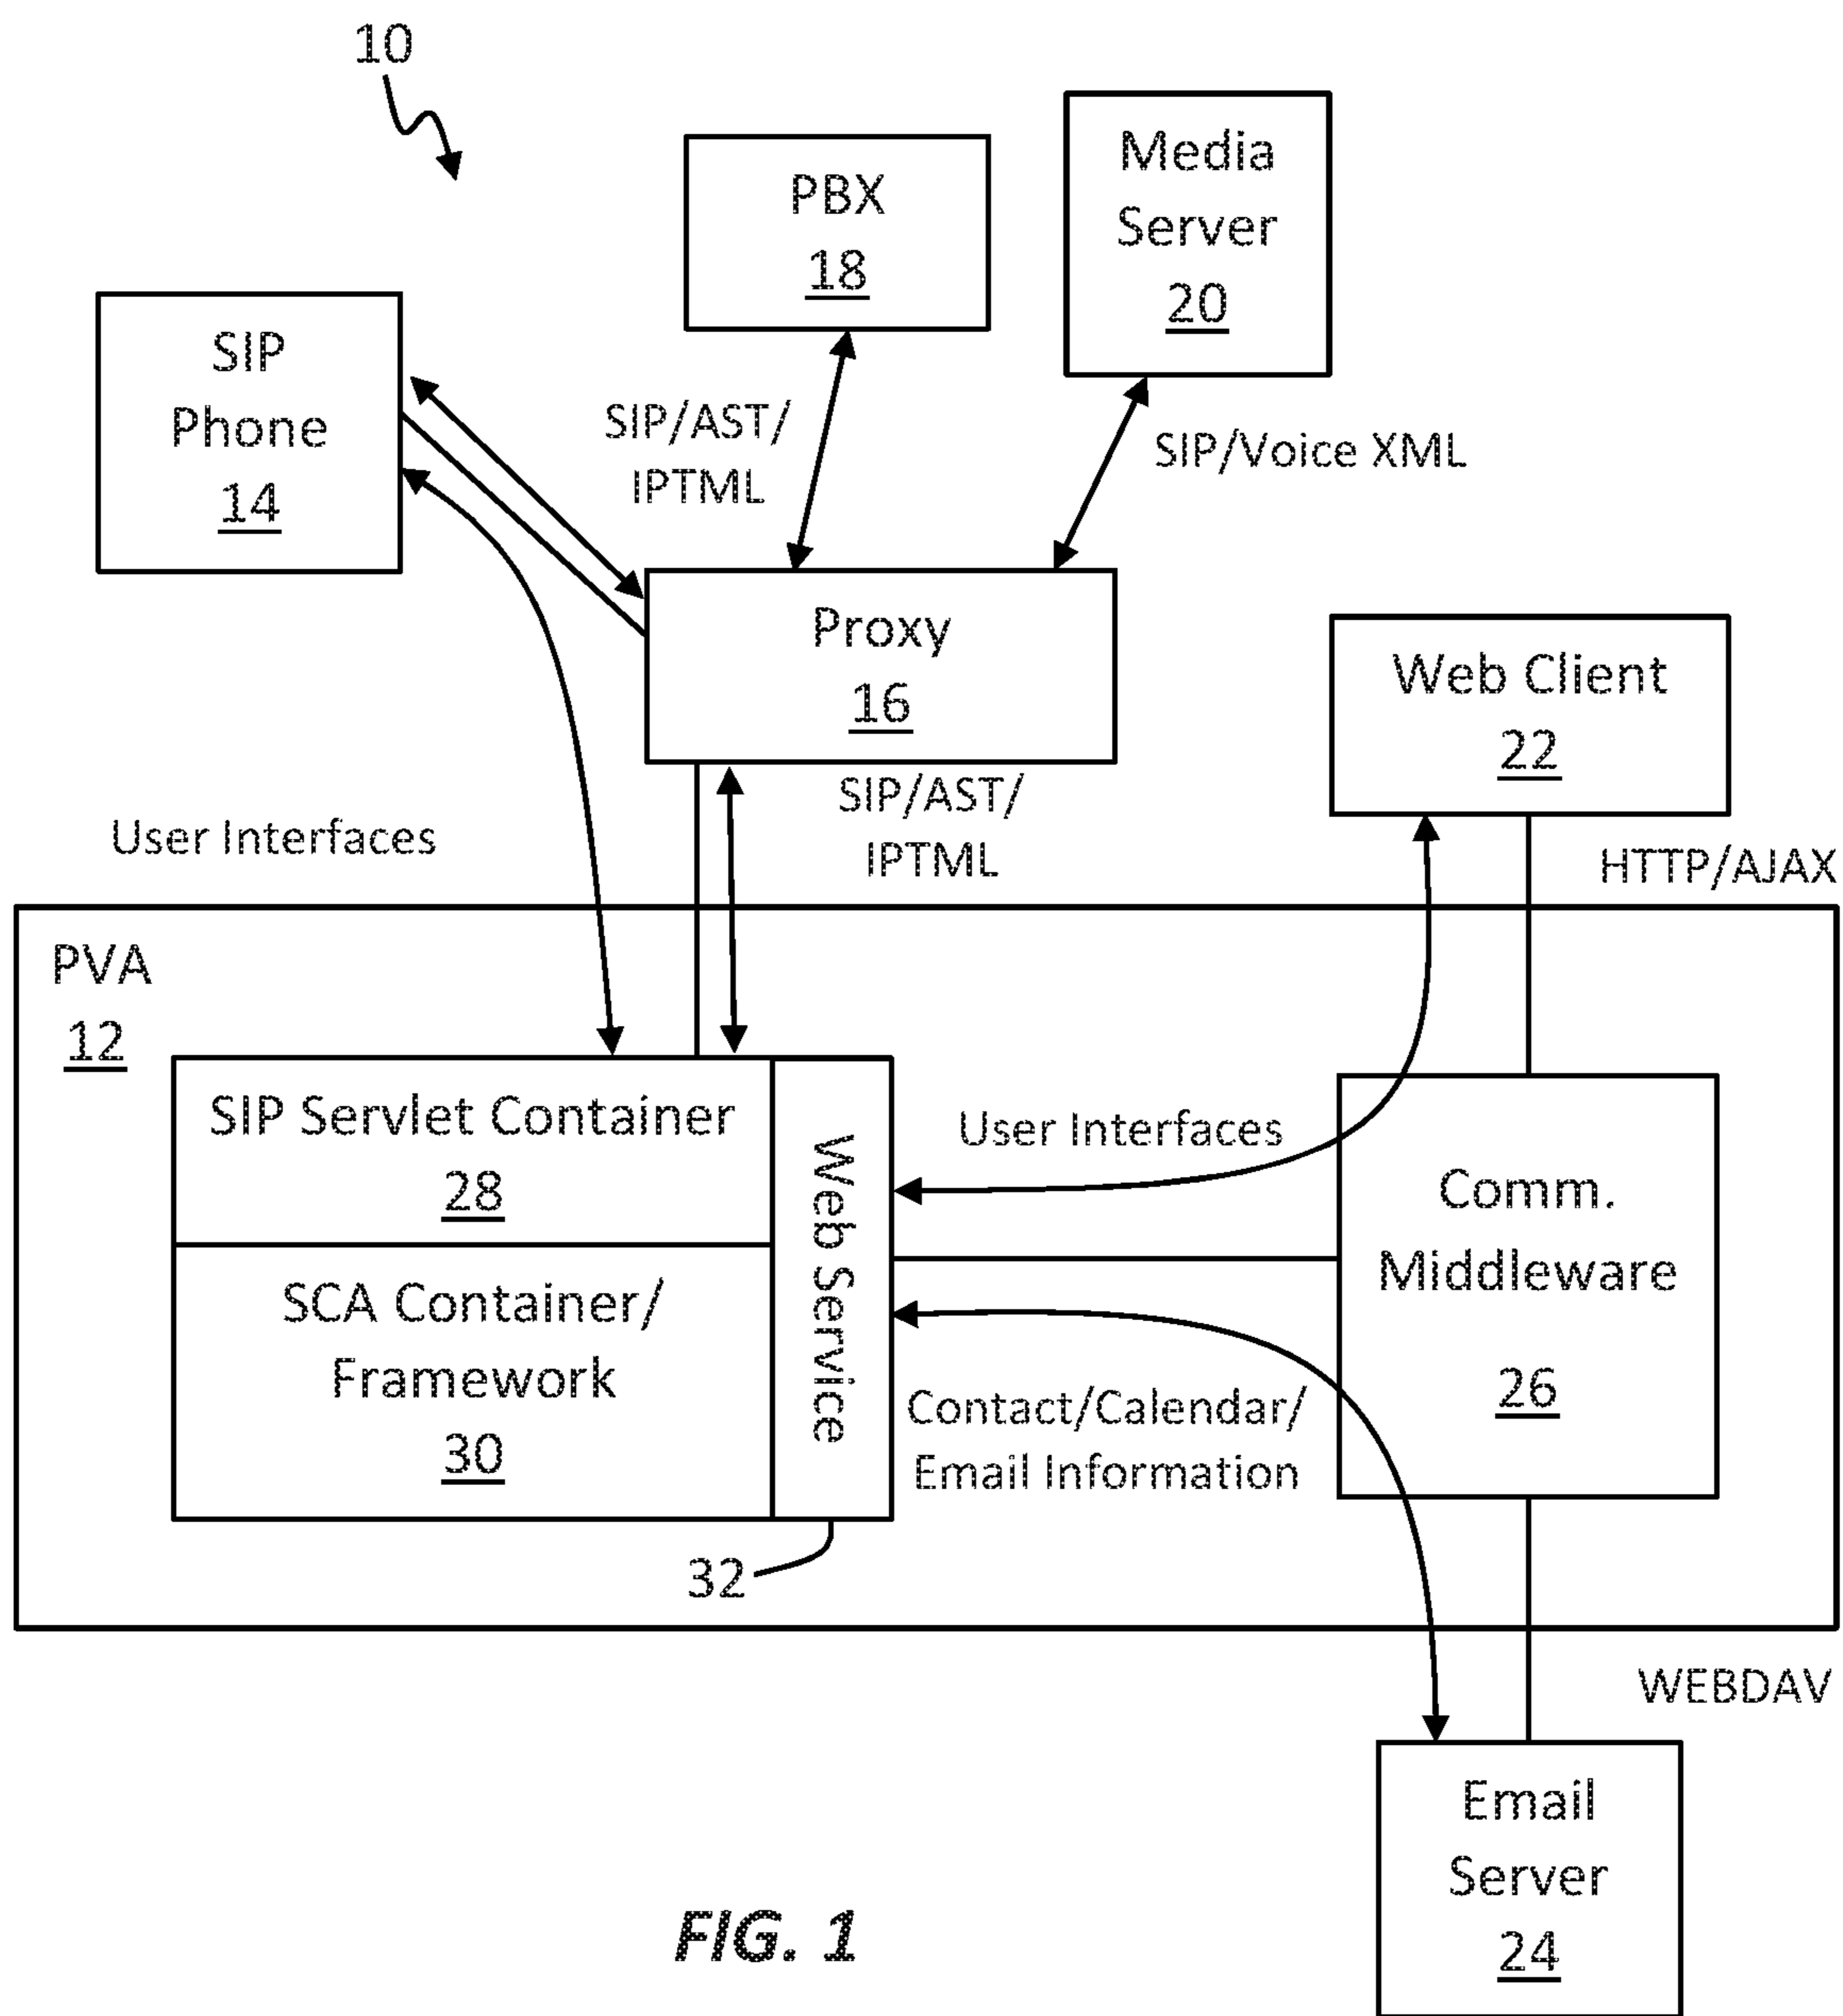 10
PBX
18
Media
Server
20
SIP
Phone
14
SIP/AST/
IPTML
SIP/Voice XML
Proxy
16
Web Client
22
User Interfaces
SIP/AST/
IPTML
HTTP/AJAX
PVA
12
SIP Servlet Container
28
SCA Container/
Framework
30
Web Service
32
User Interfaces
Comm.
Middleware
26
Contact/Calendar/
Email Information
WEBDAV
Email
Server
24
FIG. 1